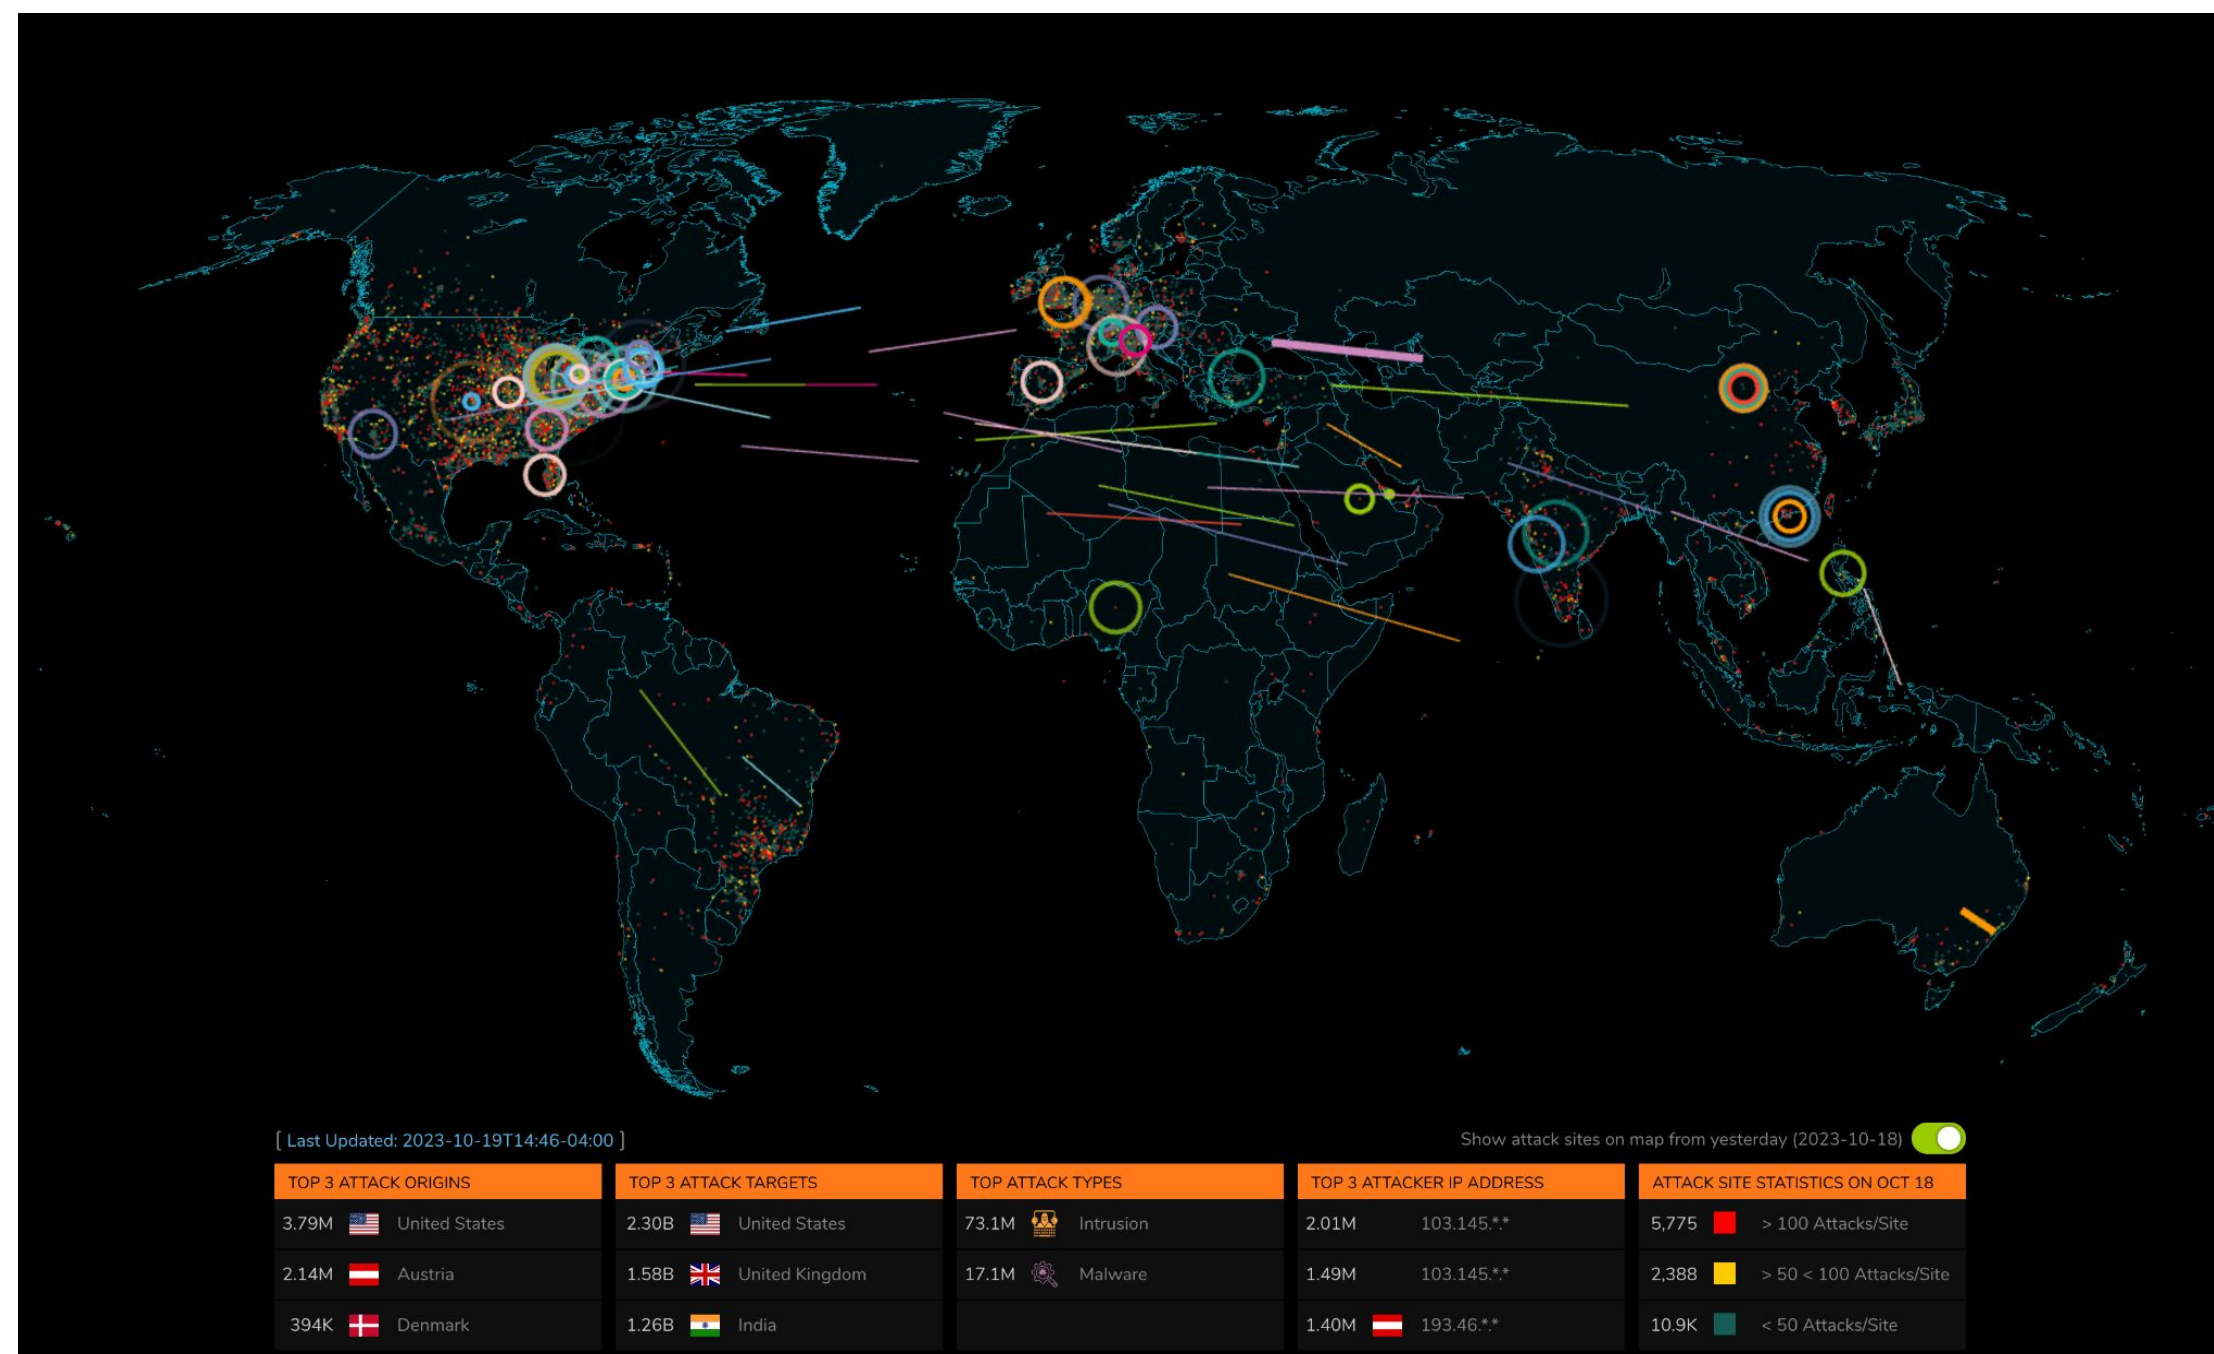 [ Last Updated: 2023-10-19T14:46-04:00 ]
Show attack sites on map from yesterday (2023-10-18)
TOP 3 ATTACK ORIGINS
3.79M United States
2.14M Austria
394K Denmark
TOP 3 ATTACK TARGETS
2.30B United States
1.58B United Kingdom
1.26B India
TOP ATTACK TYPES
73.1M Intrusion
17.1M Malware
TOP 3 ATTACKER IP ADDRESS
2.01M 103.145.*.*
1.49M 103.145.*.*
1.40M 193.46.*.*
ATTACK SITE STATISTICS ON OCT 18
5,775 > 100 Attacks/Site
2,388 > 50 < 100 Attacks/Site
10.9K < 50 Attacks/Site